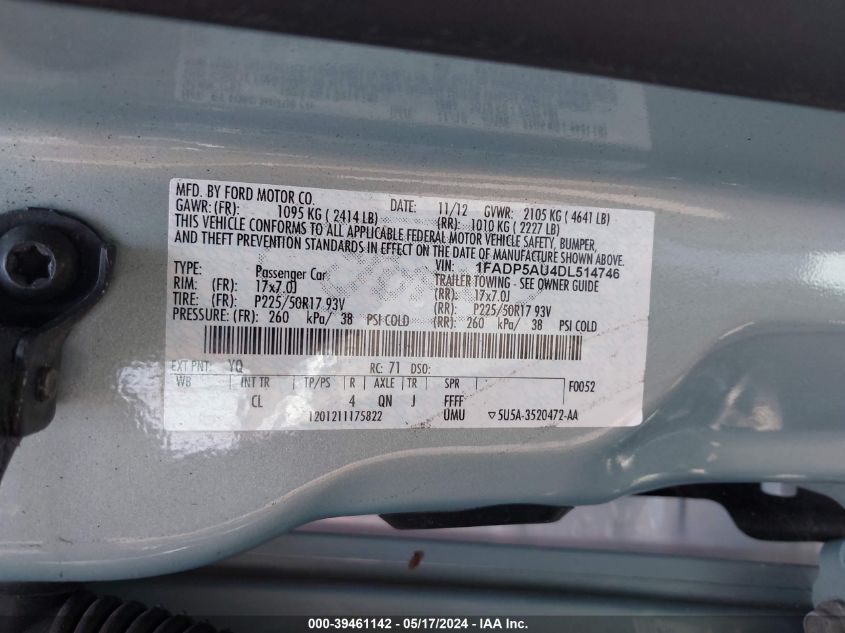 MFD. BY FORD MOTOR CO. DATE: 11/12 GVWR: 2105 KG ( 4641 LB)
GAWR: (FR): 1095 KG ( 2414 LB) (RR): 1010 KG ( 2227 LB)
THIS VEHICLE CONFORMS TO ALL APPLICABLE FEDERAL MOTOR VEHICLE SAFETY, BUMPER,
AND THEFT PREVENTION STANDARDS IN EFFECT ON THE DATE OF MANUFACTURE SHOWN ABOVE.
VIN: 1FADP5AU4DL514746
TYPE: Passenger Car TRAILER TOWING - SEE OWNER GUIDE
RIM: (FR): 17x7.0J (RR): 17x7.0J
TIRE: (FR): P225/50R17 93V (RR): P225/50R17 93V
PRESSURE: (FR): 260 kPa/ 38 PSI COLD (RR): 260 kPa/ 38 PSI COLD
EXT PNT: YQ RC: 71 DSO:
WB INT TR TP/PS R AXLE TR SPR F0052
CL 4 QN J FFFF
1201211175822 UMU ▽5U5A-3520472-AA
000-39461142 - 05/17/2024 - IAAI.com